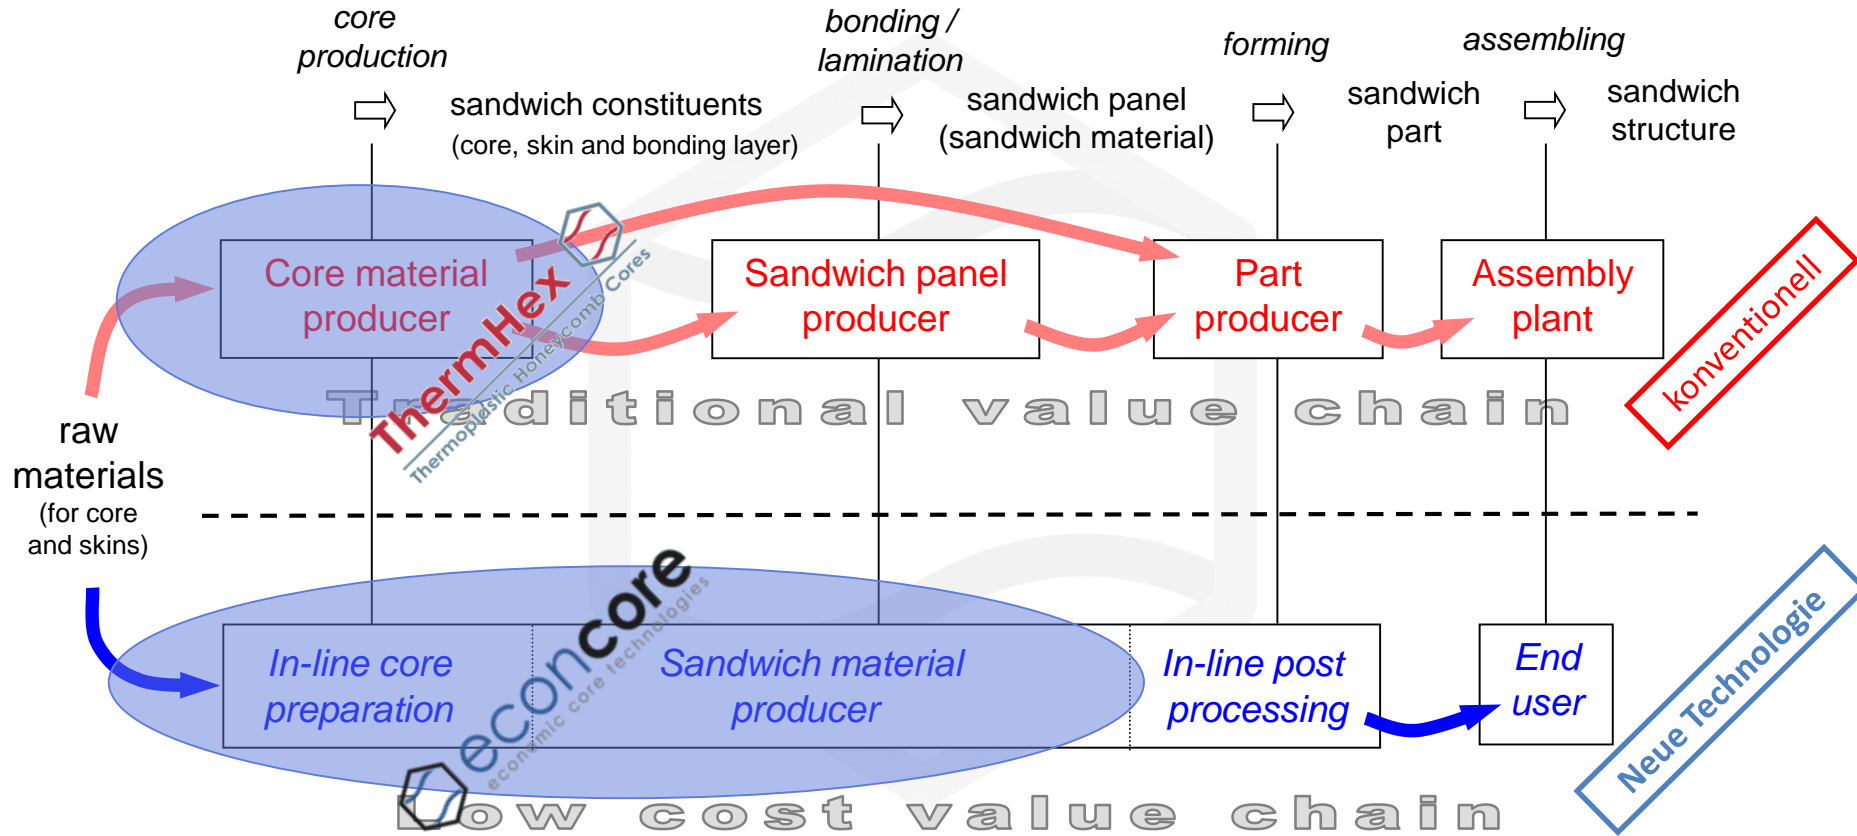 core
production
bonding /
lamination
forming
assembling
sandwich constituents
(core, skin and bonding layer)
sandwich panel
(sandwich material)
sandwich
part
sandwich
structure
Core material
producer
Sandwich panel
producer
Part
producer
Assembly
plant
konventionell
ThermHex
Thermoplastic Honeycomb Cores
Traditional value chain
raw
materials
(for core
and skins)
In-line core
preparation
Sandwich material
producer
In-line post
processing
End
user
econcore
economic core technologies
Neue Technologie
Low cost value chain